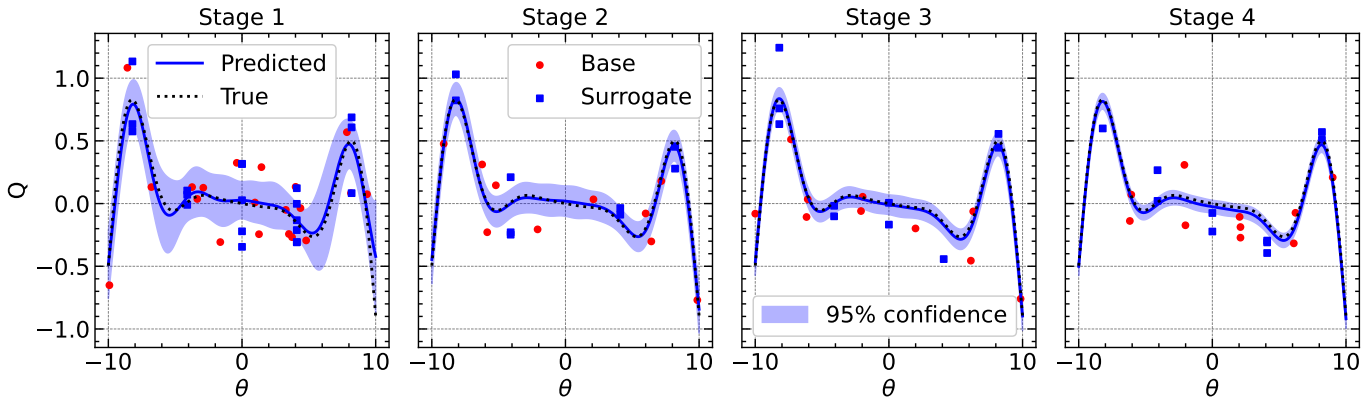 Stage 1
Stage 2
Stage 3
Stage 4
Q
1.0
0.5
0.0
−0.5
−1.0
Predicted
True
Base
Surrogate
95% confidence
−10 0 10
−10 0 10
−10 0 10
−10 0 10
θ
θ
θ
θ